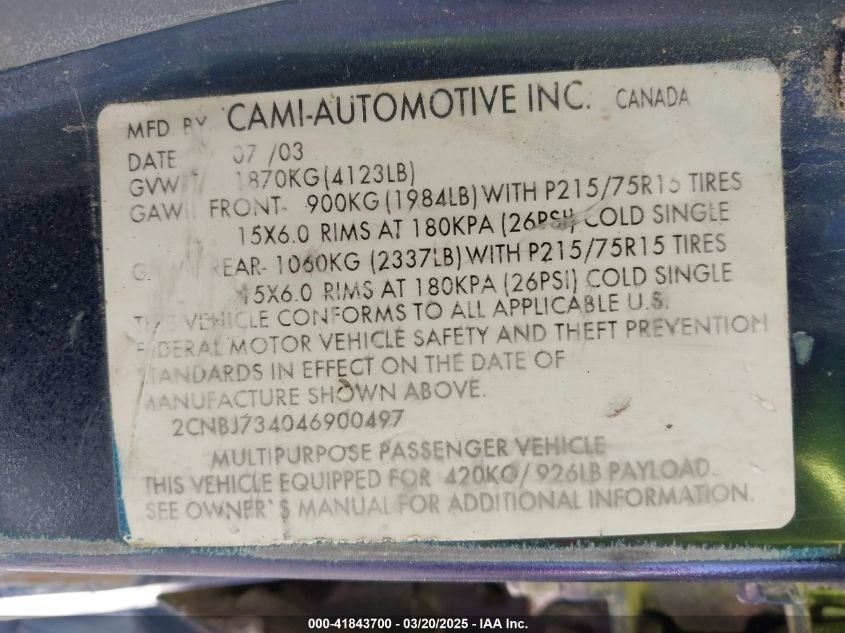 MFD. BY CAMI-AUTOMOTIVE INC. CANADA
DATE 07 /03
GVWR 1870KG(4123LB)
GAWR FRONT- 900KG (1984LB) WITH P215/75R15 TIRES
15X6.0 RIMS AT 180KPA (26PSI) COLD SINGLE
REAR- 1060KG (2337LB) WITH P215/75R15 TIRES
15X6.0 RIMS AT 180KPA (26PSI) COLD SINGLE
THIS VEHICLE CONFORMS TO ALL APPLICABLE U.S.
FEDERAL MOTOR VEHICLE SAFETY AND THEFT PREVENTION
STANDARDS IN EFFECT ON THE DATE OF
MANUFACTURE SHOWN ABOVE.
2CNBJ734046900497
MULTIPURPOSE PASSENGER VEHICLE
THIS VEHICLE EQUIPPED FOR 420KG/ 926LB PAYLOAD.
SEE OWNER`S MANUAL FOR ADDITIONAL INFORMATION.
000-41843700 — 03/20/2025 — IAA Inc.